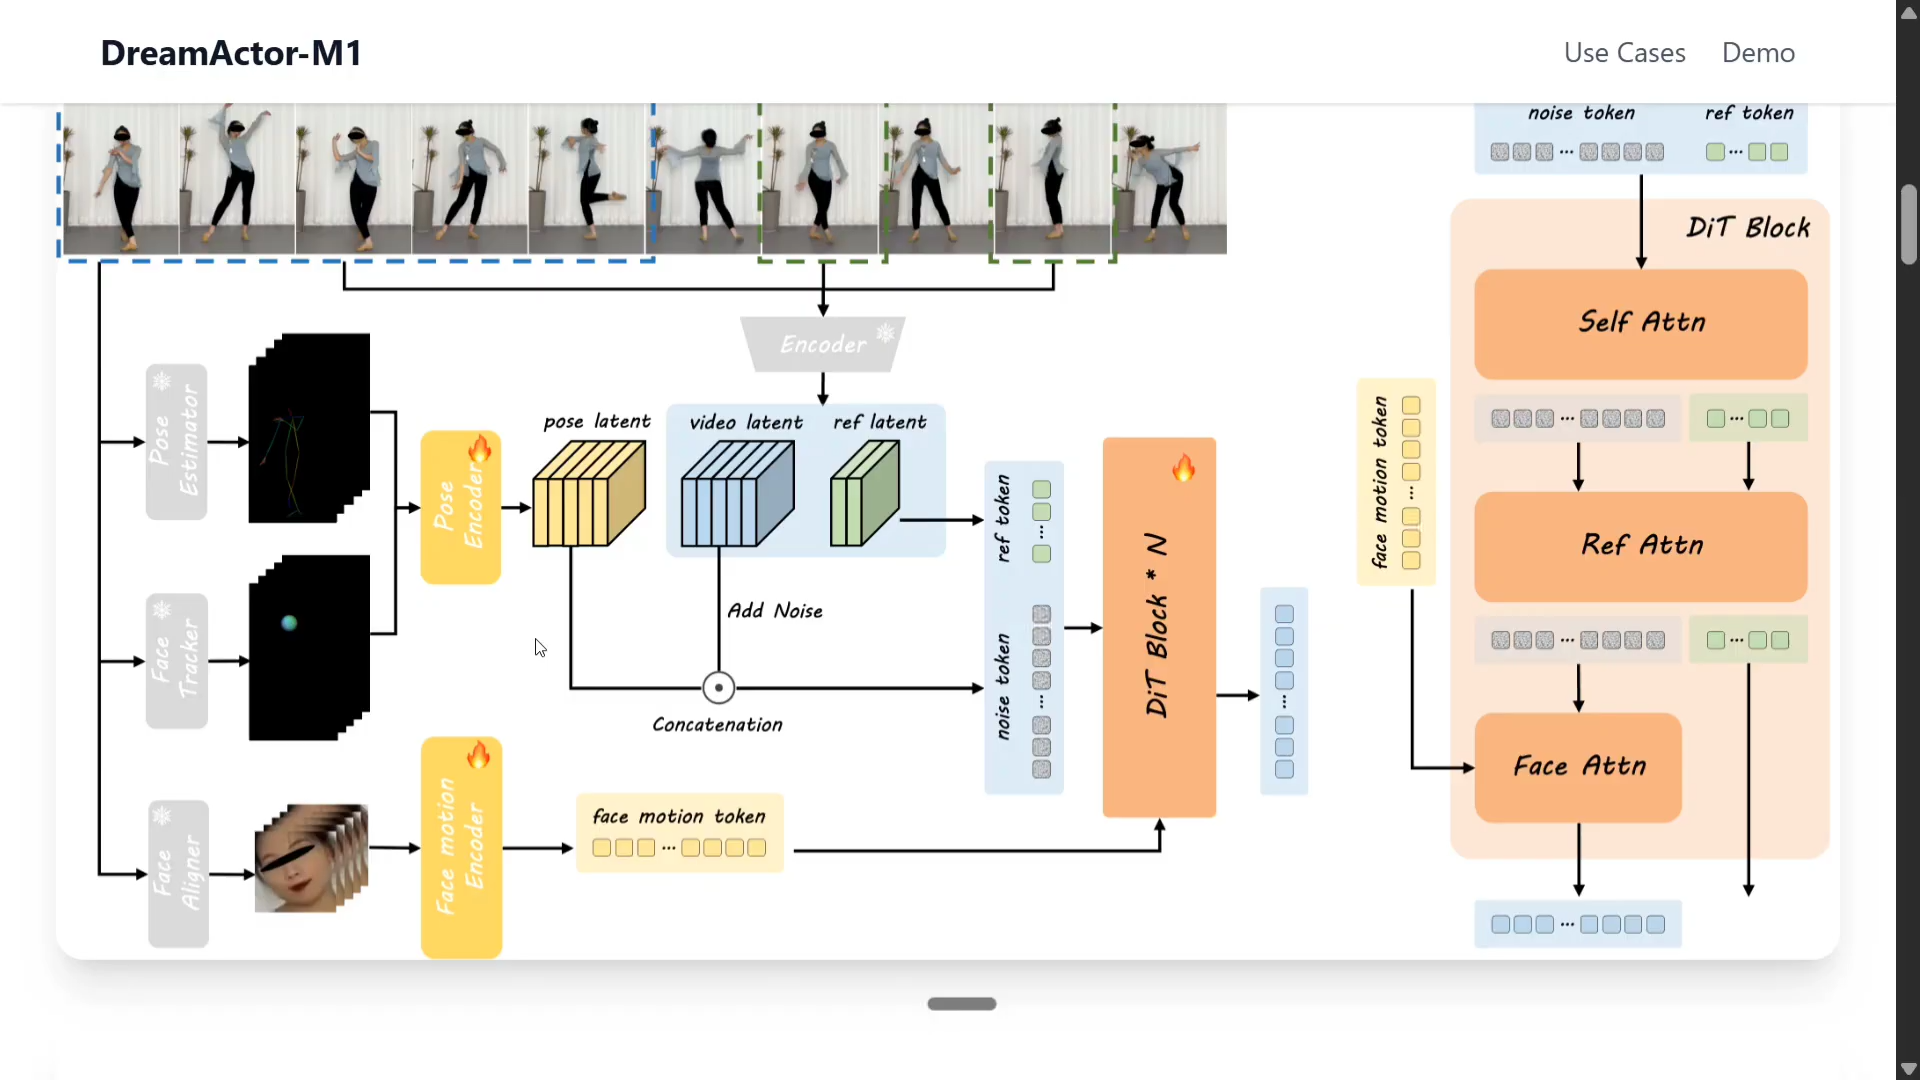 DreamActor-M1
Use Cases
Demo
noise token
ref token
...
...
DiT Block
Self Attn
Encoder
pose latent
video latent
ref latent
Pose
Estimator
Pose
Encoder
ref token
...
face motion token
...
...
...
Ref Attn
DiT Block * N
Add Noise
Face
Tracker
noise token
...
...
...
...
Concatenation
Face Attn
Face motion
Encoder
face motion token
...
Face
Aligner
...